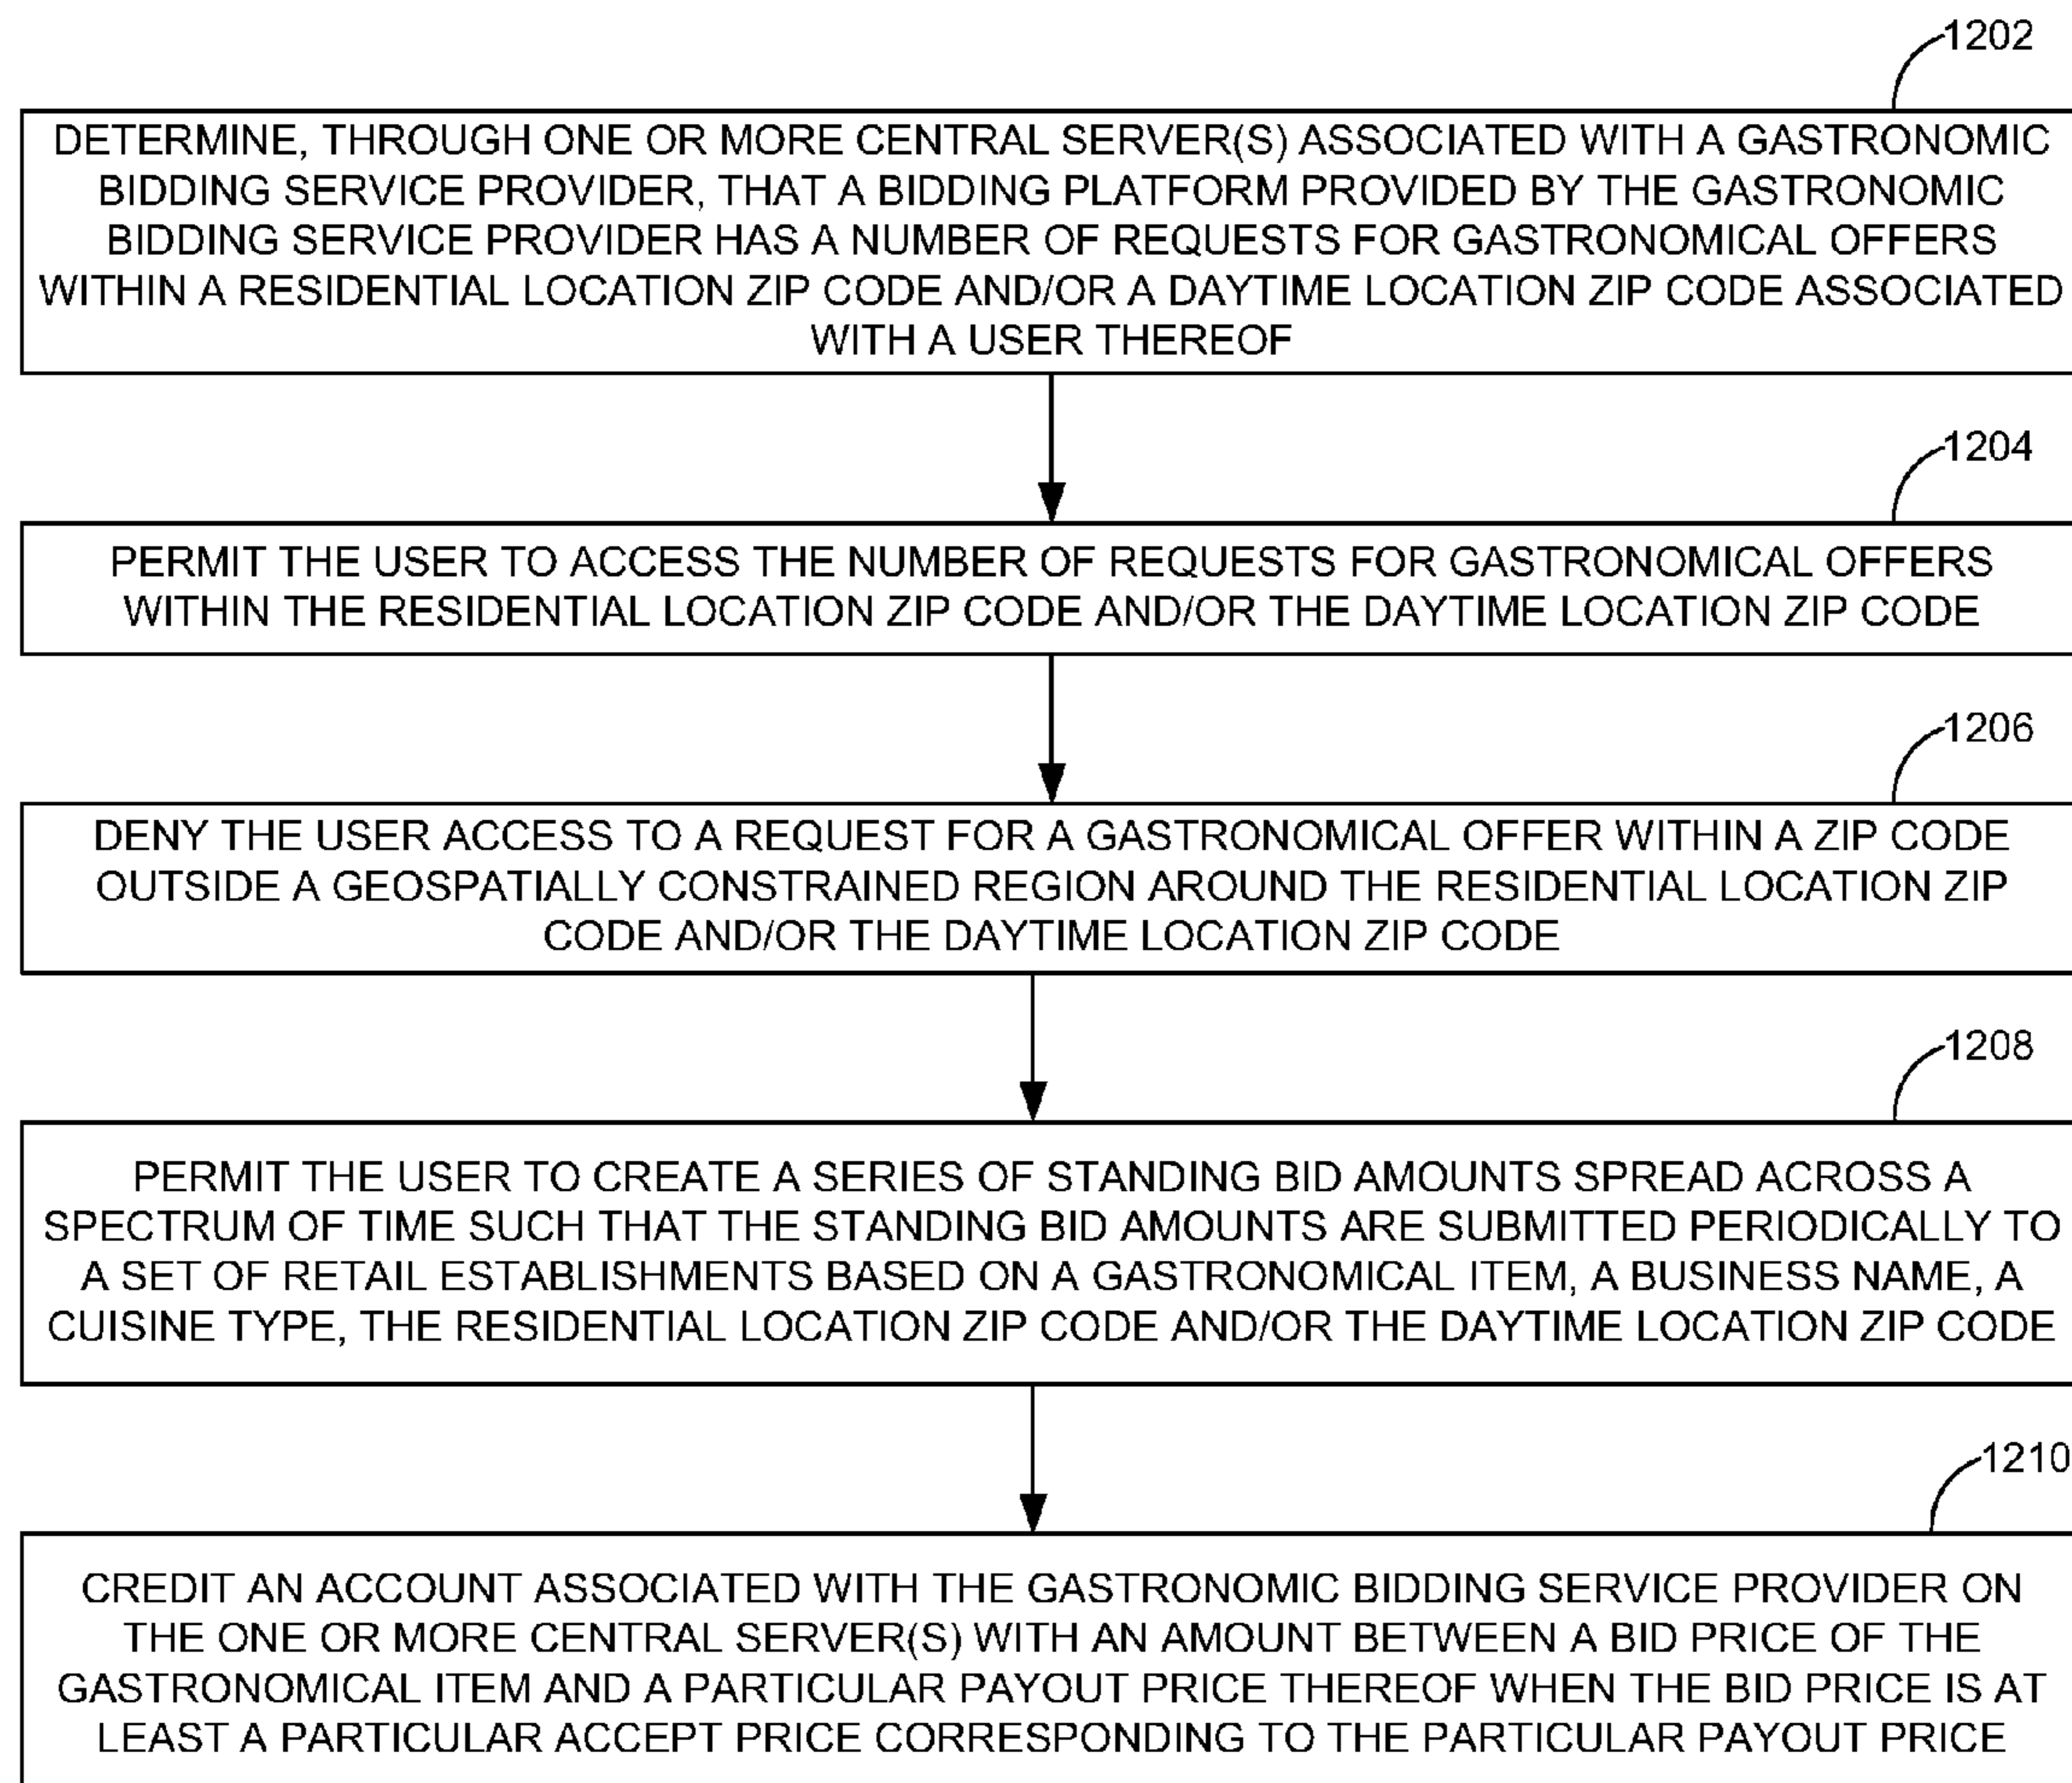 1202
DETERMINE, THROUGH ONE OR MORE CENTRAL SERVER(S) ASSOCIATED WITH A GASTRONOMIC
BIDDING SERVICE PROVIDER, THAT A BIDDING PLATFORM PROVIDED BY THE GASTRONOMIC
BIDDING SERVICE PROVIDER HAS A NUMBER OF REQUESTS FOR GASTRONOMICAL OFFERS
WITHIN A RESIDENTIAL LOCATION ZIP CODE AND/OR A DAYTIME LOCATION ZIP CODE ASSOCIATED
WITH A USER THEREOF
1204
PERMIT THE USER TO ACCESS THE NUMBER OF REQUESTS FOR GASTRONOMICAL OFFERS
WITHIN THE RESIDENTIAL LOCATION ZIP CODE AND/OR THE DAYTIME LOCATION ZIP CODE
1206
DENY THE USER ACCESS TO A REQUEST FOR A GASTRONOMICAL OFFER WITHIN A ZIP CODE
OUTSIDE A GEOSPATIALLY CONSTRAINED REGION AROUND THE RESIDENTIAL LOCATION ZIP
CODE AND/OR THE DAYTIME LOCATION ZIP CODE
1208
PERMIT THE USER TO CREATE A SERIES OF STANDING BID AMOUNTS SPREAD ACROSS A
SPECTRUM OF TIME SUCH THAT THE STANDING BID AMOUNTS ARE SUBMITTED PERIODICALLY TO
A SET OF RETAIL ESTABLISHMENTS BASED ON A GASTRONOMICAL ITEM, A BUSINESS NAME, A
CUISINE TYPE, THE RESIDENTIAL LOCATION ZIP CODE AND/OR THE DAYTIME LOCATION ZIP CODE
1210
CREDIT AN ACCOUNT ASSOCIATED WITH THE GASTRONOMIC BIDDING SERVICE PROVIDER ON
THE ONE OR MORE CENTRAL SERVER(S) WITH AN AMOUNT BETWEEN A BID PRICE OF THE
GASTRONOMICAL ITEM AND A PARTICULAR PAYOUT PRICE THEREOF WHEN THE BID PRICE IS AT
LEAST A PARTICULAR ACCEPT PRICE CORRESPONDING TO THE PARTICULAR PAYOUT PRICE